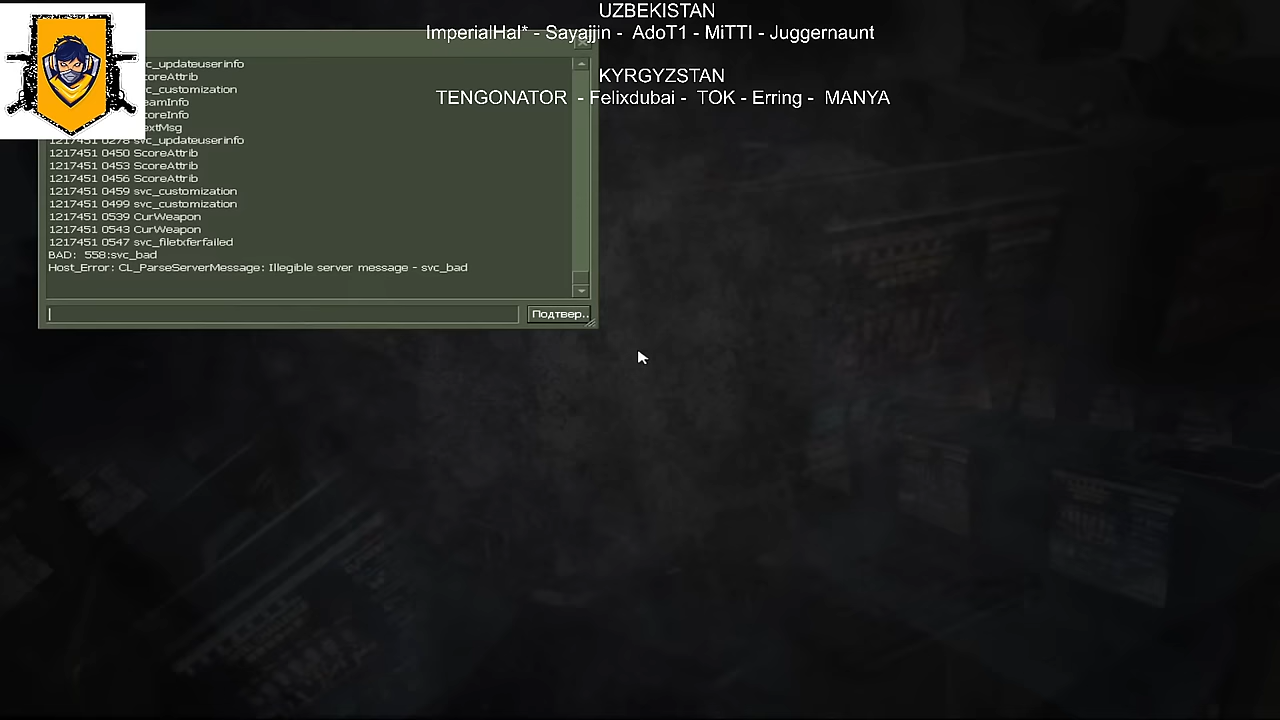 UZBEKISTAN
ImperialHal* - Sayajjin - AdoT1 - MiTTI - Juggernaunt
KYRGYZSTAN
TENGONATOR - Felixdubai - TOK - Erring - MANYA
c_updateuserinfo
coreAttrib
c_customization
eamInfo
coreInfo
extMsg
1217451 0278 svc_updateuserinfo
1217451 0450 ScoreAttrib
1217451 0453 ScoreAttrib
1217451 0456 ScoreAttrib
1217451 0459 svc_customization
1217451 0499 svc_customization
1217451 0539 CurWeapon
1217451 0543 CurWeapon
1217451 0547 svc_filetxferfailed
BAD: 558:svc_bad
Host_Error: CL_ParseServerMessage: Illegible server message - svc_bad
Подтвер..